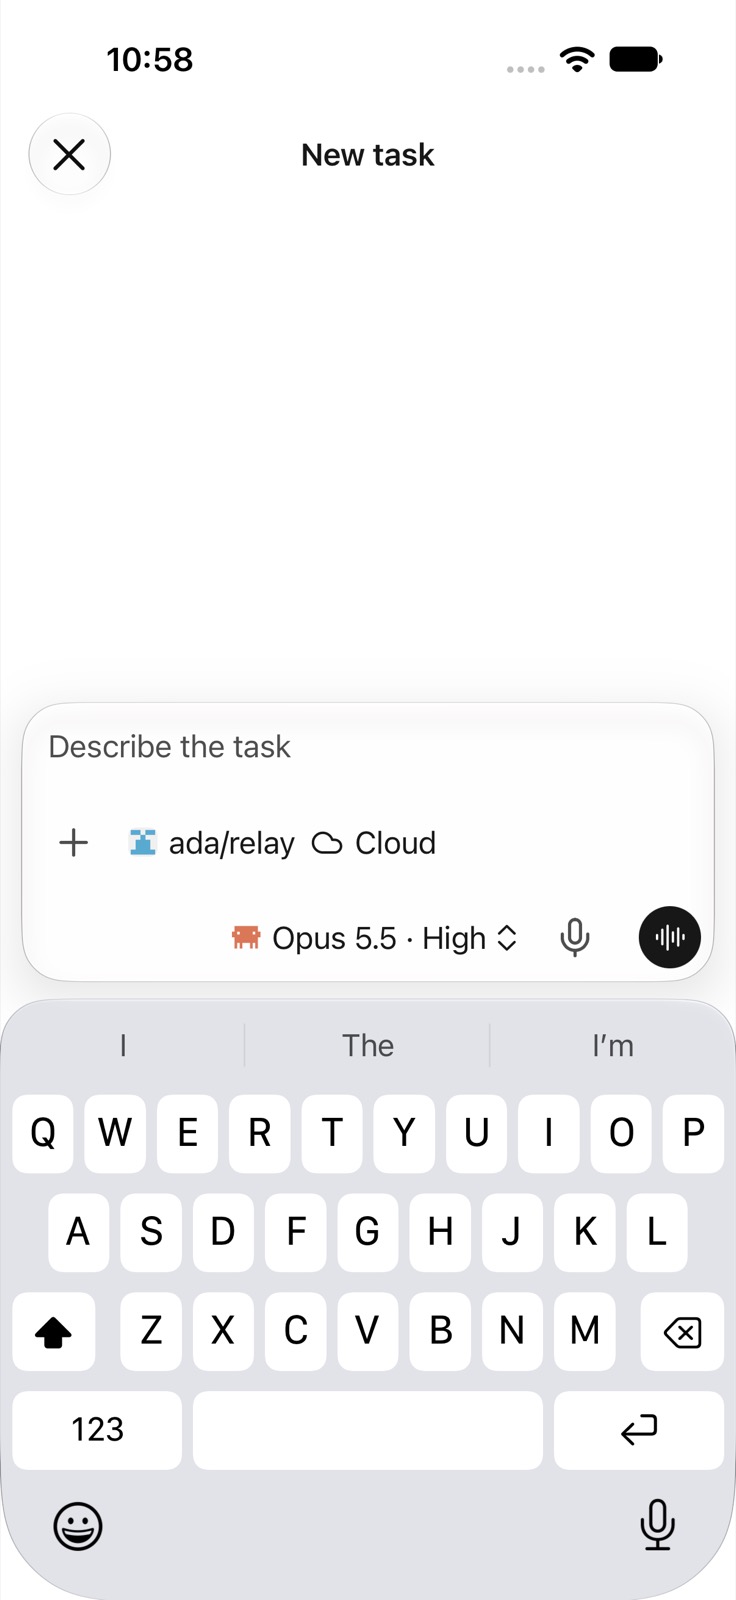 10:58
New task
Describe the task
ada/relay Cloud
Opus 5.5 · High
I The I'm
Q W E R T Y U I O P
A S D F G H J K L
Z X C V B N M
123